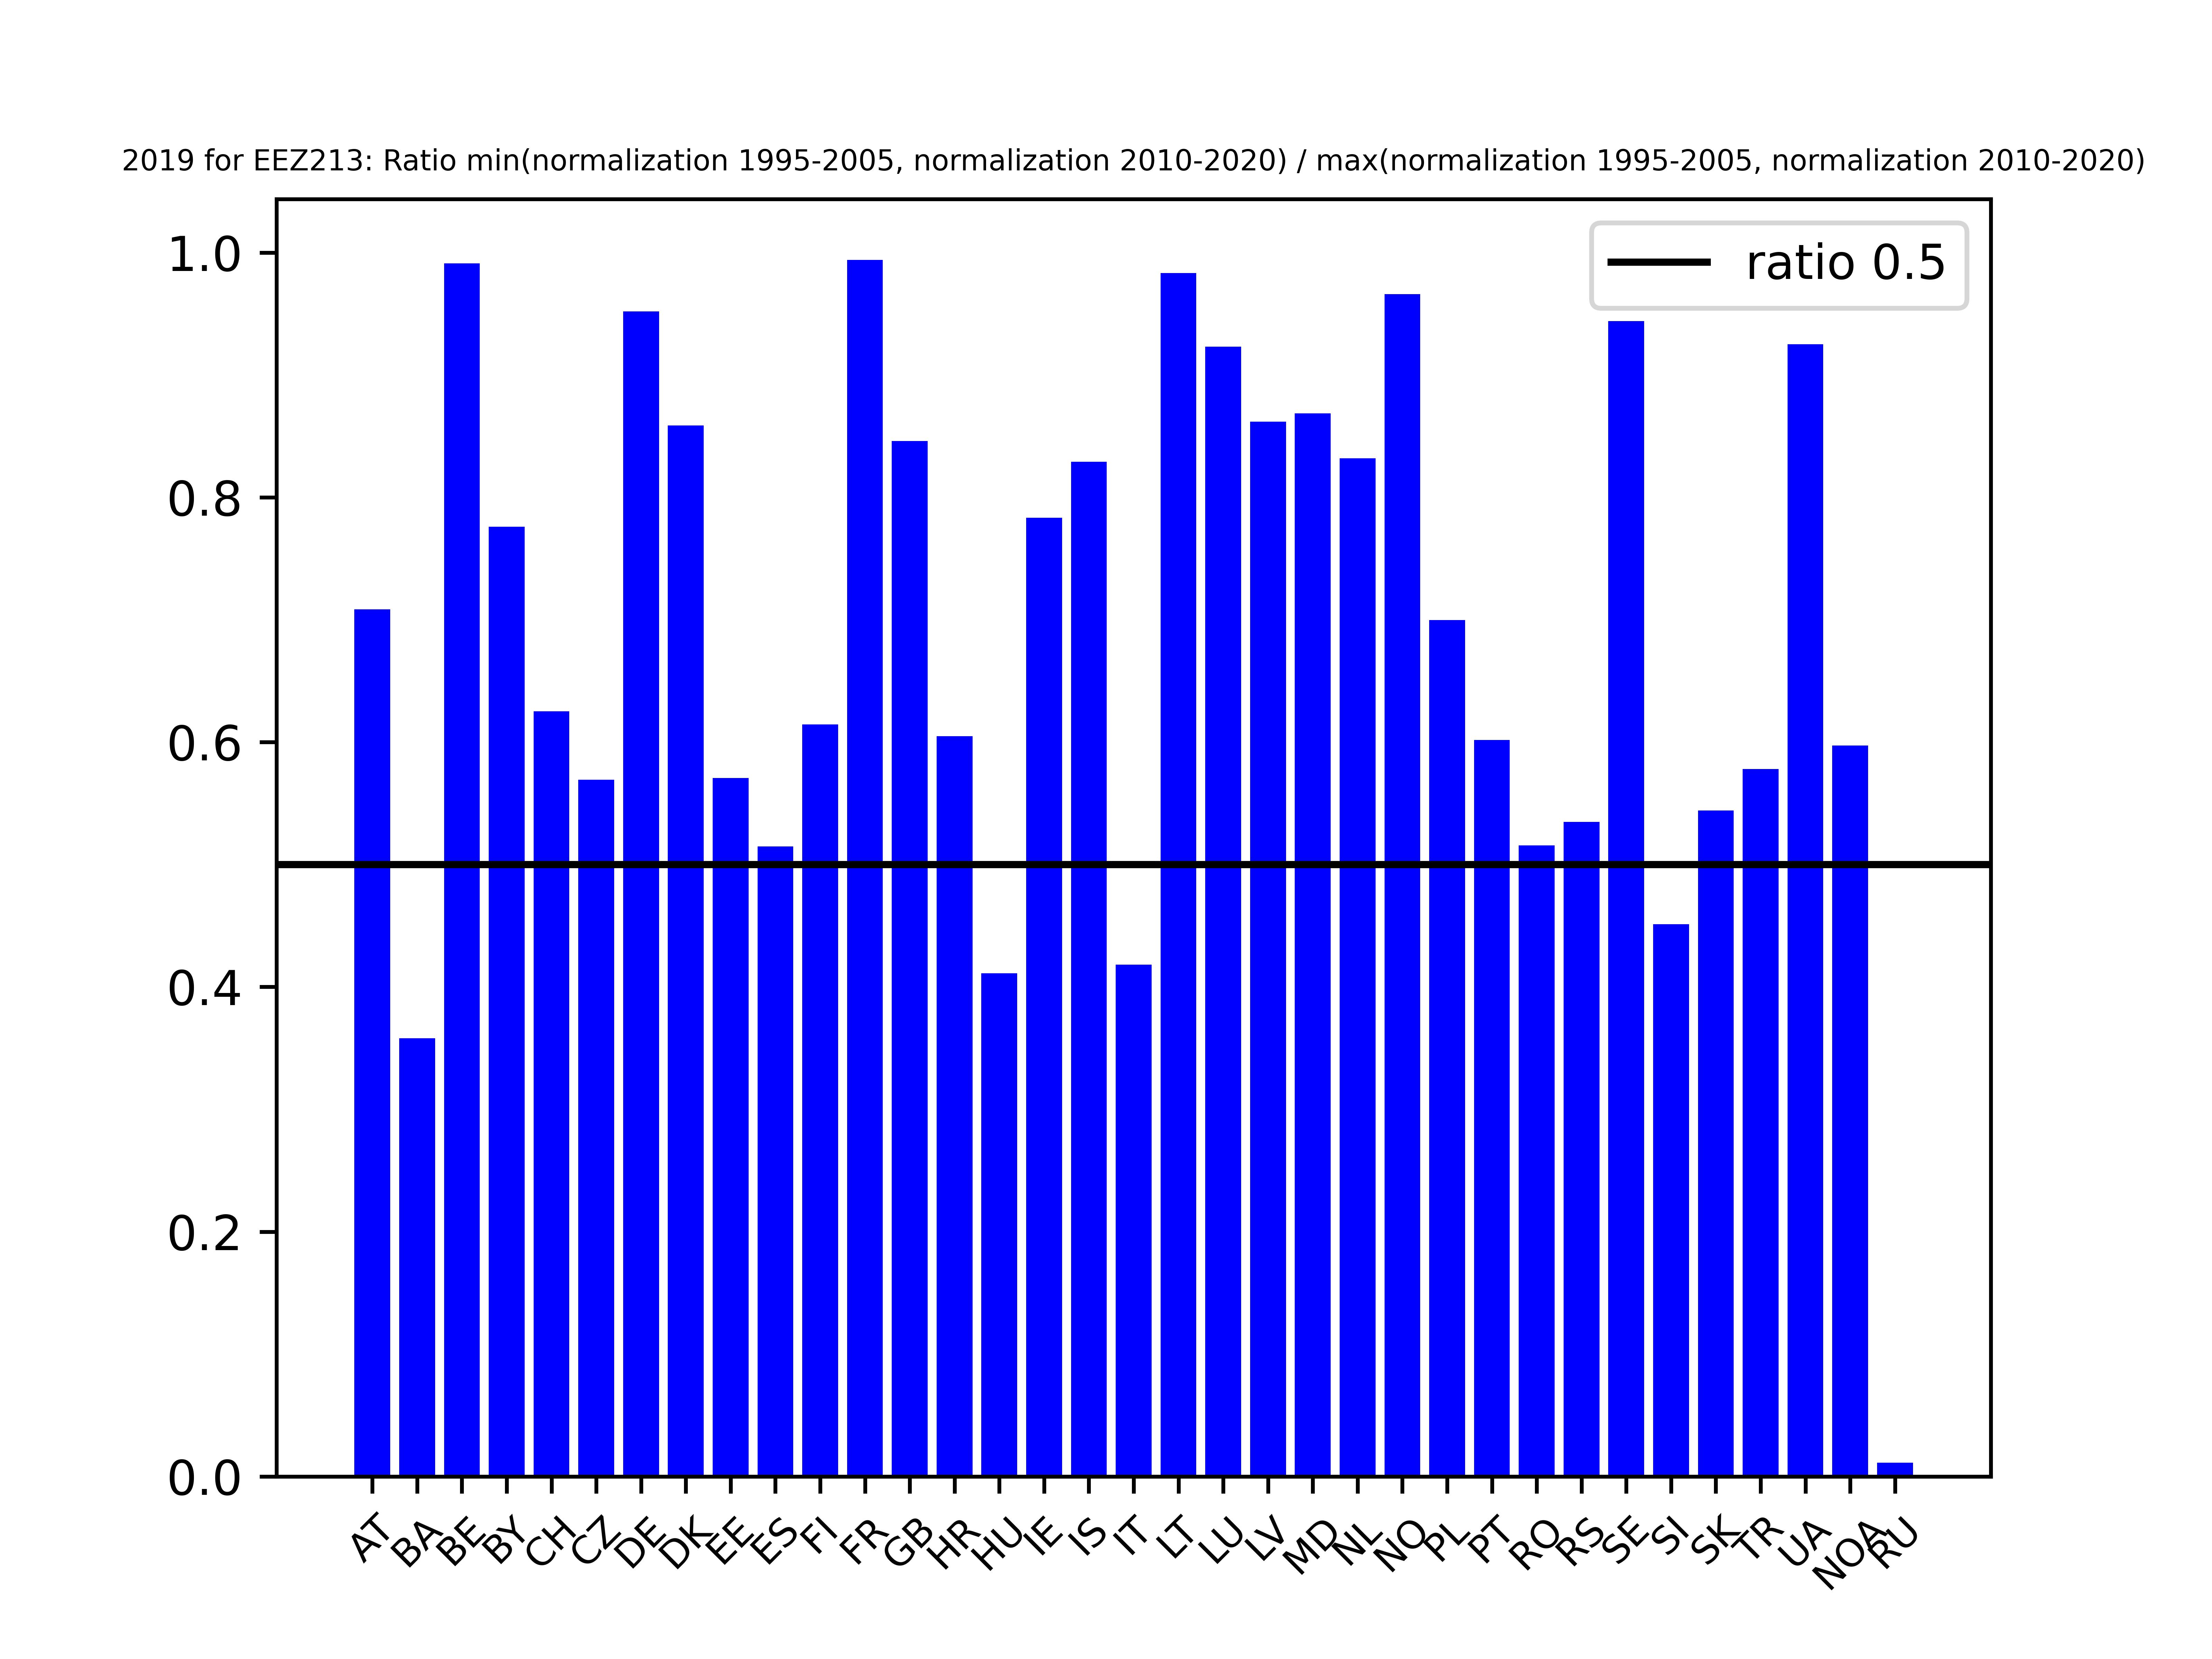 2019 for EEZ213: Ratio min(normalization 1995-2005, normalization 2010-2020) / max(normalization 1995-2005, normalization 2010-2020)
ratio 0.5
1.0
0.8
0.6
0.4
0.2
0.0
AT BA BE BY CH CZ DE DK EE ES FI FR GB HR HU IE IS IT LT LU LV MD NL NO PL PT RO RS SE SI SK TR UA NOA RU